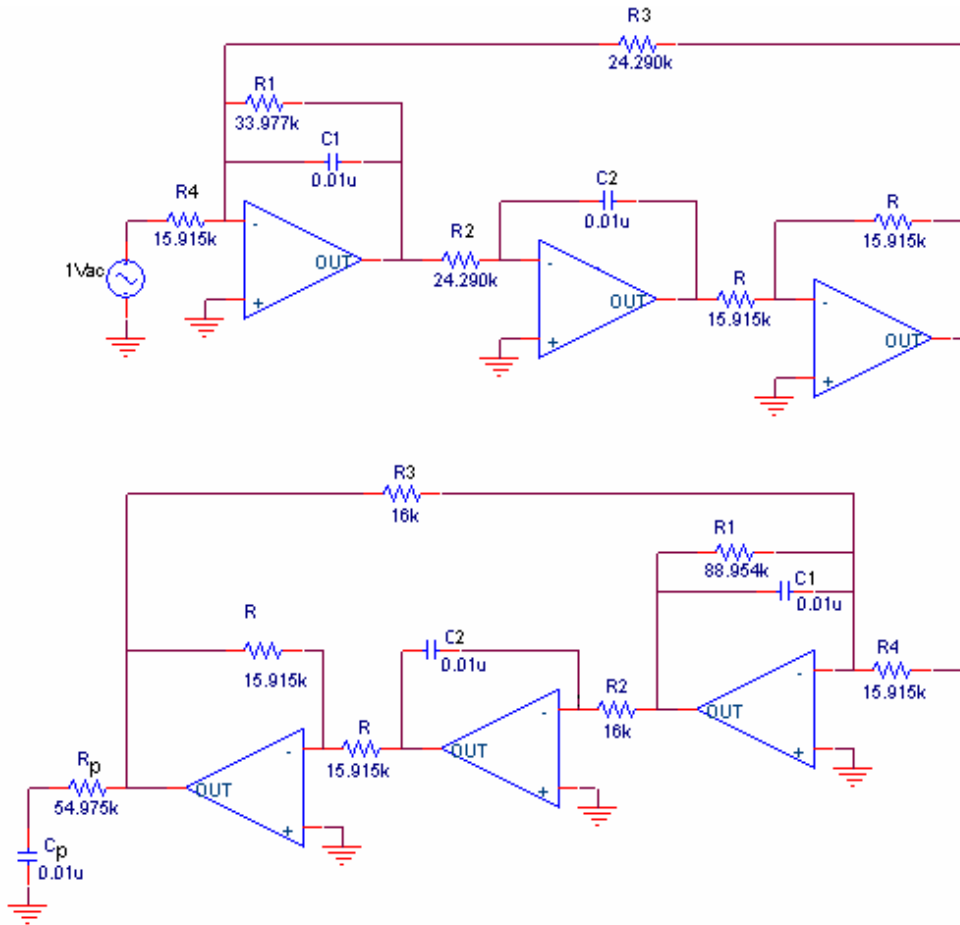 R3
24.290k
R1
33.977k
C1
0.01u
R4
15.915k
C2
0.01u
R2
24.290k
R
15.915k
1Vac
-
+
OUT
-
+
OUT
R
15.915k
-
+
OUT
R3
16k
R1
88.954k
C1
0.01u
R
15.915k
C2
0.01u
R4
15.915k
R2
16k
-
+
OUT
R
15.915k
-
+
OUT
Rp
54.975k
-
+
OUT
Cp
0.01u